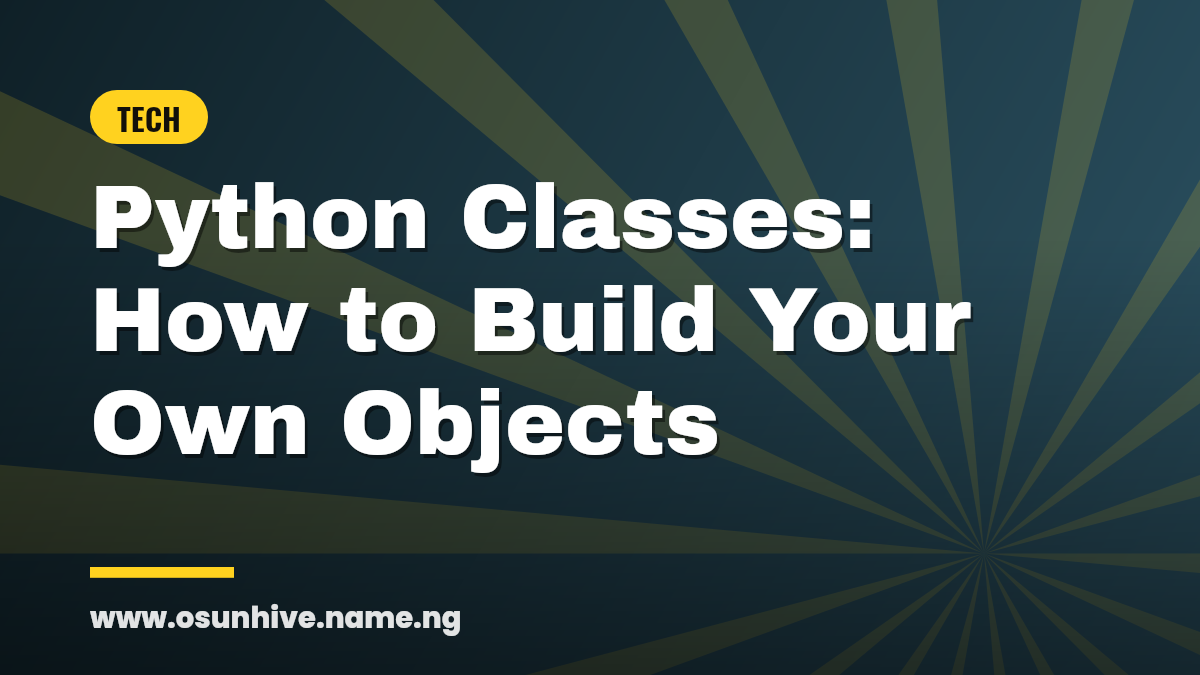 TECH
Python Classes:
How to Build Your
Own Objects
www.osunhive.name.ng